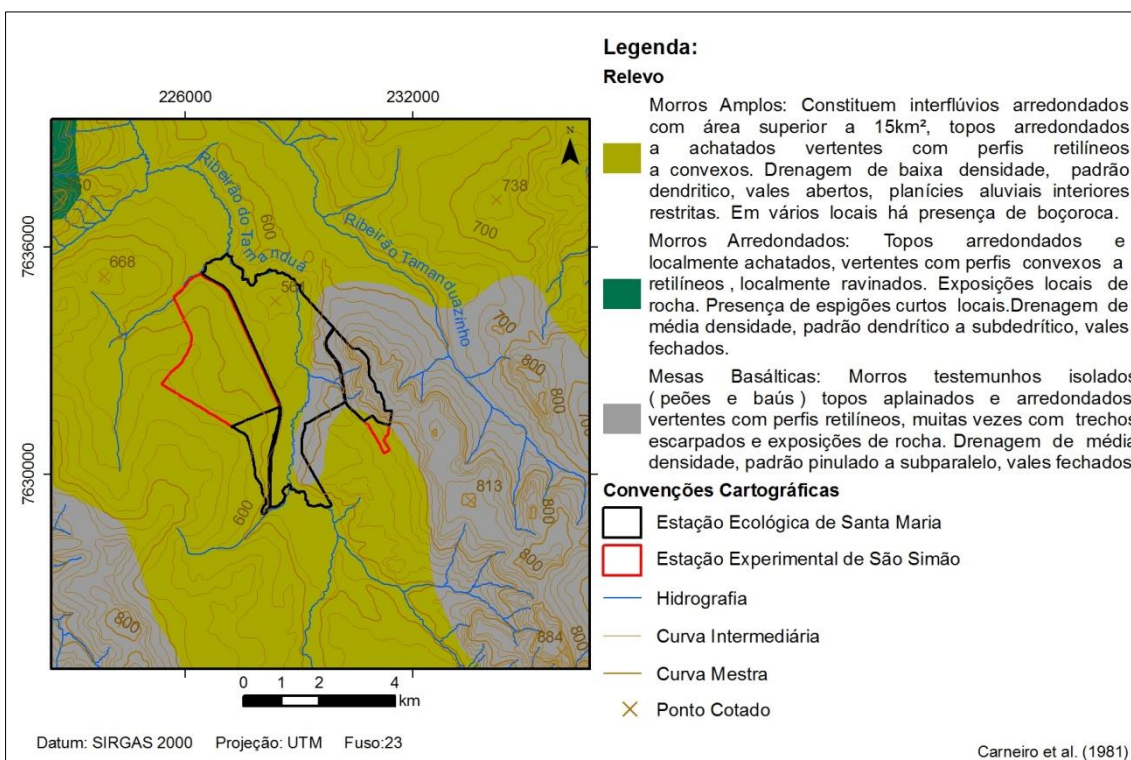 226000
232000
7636000
7630000
Ribeirão do Tamanduá
Ribeirão Tamanduazinho
738
700
600
668
561
700
800
800
813
800
800
600
800
800
884
800
0 1 2 4
km
Datum: SIRGAS 2000 Projeção: UTM Fuso:23
Legenda:
Relevo
Morros Amplos: Constituem interflúvios arredondados
com área superior a 15km², topos arredondados
a achatados vertentes com perfis retilíneos
a convexos. Drenagem de baixa densidade, padrão
dendritico, vales abertos, planícies aluviais interiores
restritas. Em vários locais há presença de boçoroca.
Morros Arredondados: Topos arredondados e
localmente achatados, vertentes com perfis convexos a
retilíneos , localmente ravinados. Exposições locais de
rocha. Presença de espigões curtos locais.Drenagem de
média densidade, padrão dendrítico a subdedrítico, vales
fechados.
Mesas Basálticas: Morros testemunhos isolados
( peões e baús ) topos aplainados e arredondados
vertentes com perfis retilíneos, muitas vezes com trechos
escarpados e exposições de rocha. Drenagem de média
densidade, padrão pinulado a subparalelo, vales fechados
Convenções Cartográficas
Estação Ecológica de Santa Maria
Estação Experimental de São Simão
Hidrografia
Curva Intermediária
Curva Mestra
Ponto Cotado
Carneiro et al. (1981)
N